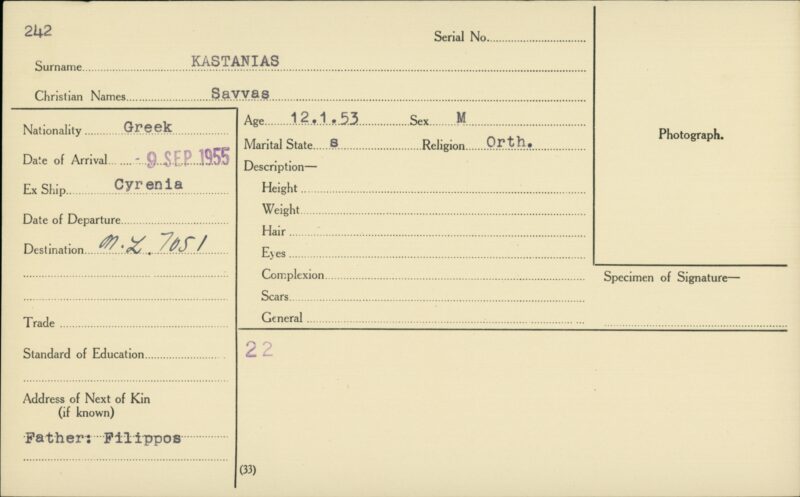 242
Serial No.
Surname KASTANIAS
Christian Names Savvas
Nationality Greek
Date of Arrival - 9 SEP 1955
Ex Ship Cyrenia
Date of Departure
Destination M.L. 7051
Trade
Standard of Education
Address of Next of Kin
(if known)
Father: Filippos
Age 12.1.53 Sex M
Marital State s Religion Orth.
Description—
Height
Weight
Hair
Eyes
Complexion
Scars
General
22
(33)
Photograph.
Specimen of Signature—